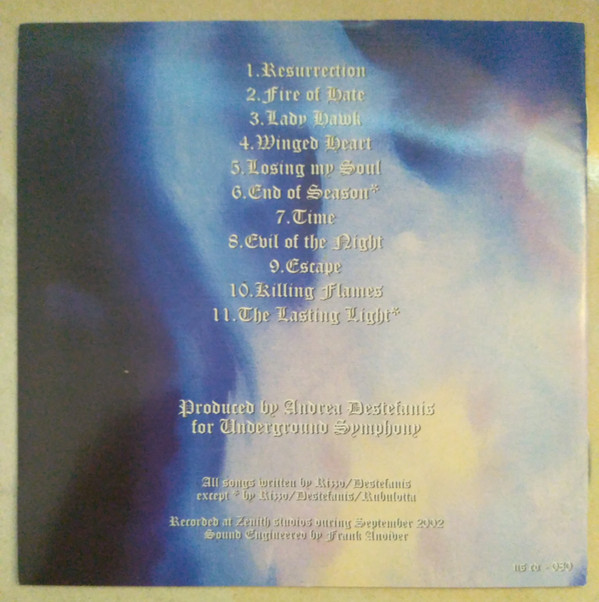 1.Resurrection
2.Fire of Hate
3.Lady Hawk
4.Winged Heart
5.Losing my Soul
6.End of Season*
7.Time
8.Evil of the Night
9.Escape
10.Killing Flames
11.The Lasting Light*
Produced by Andrea Destefanis
for Underground Symphony
All songs written by Rizzo/Destefanis
except * by Rizzo/Destefanis/Rubulotta
Recorded at Zenith studios during September 2002
Sound Engineered by Frank Andiver